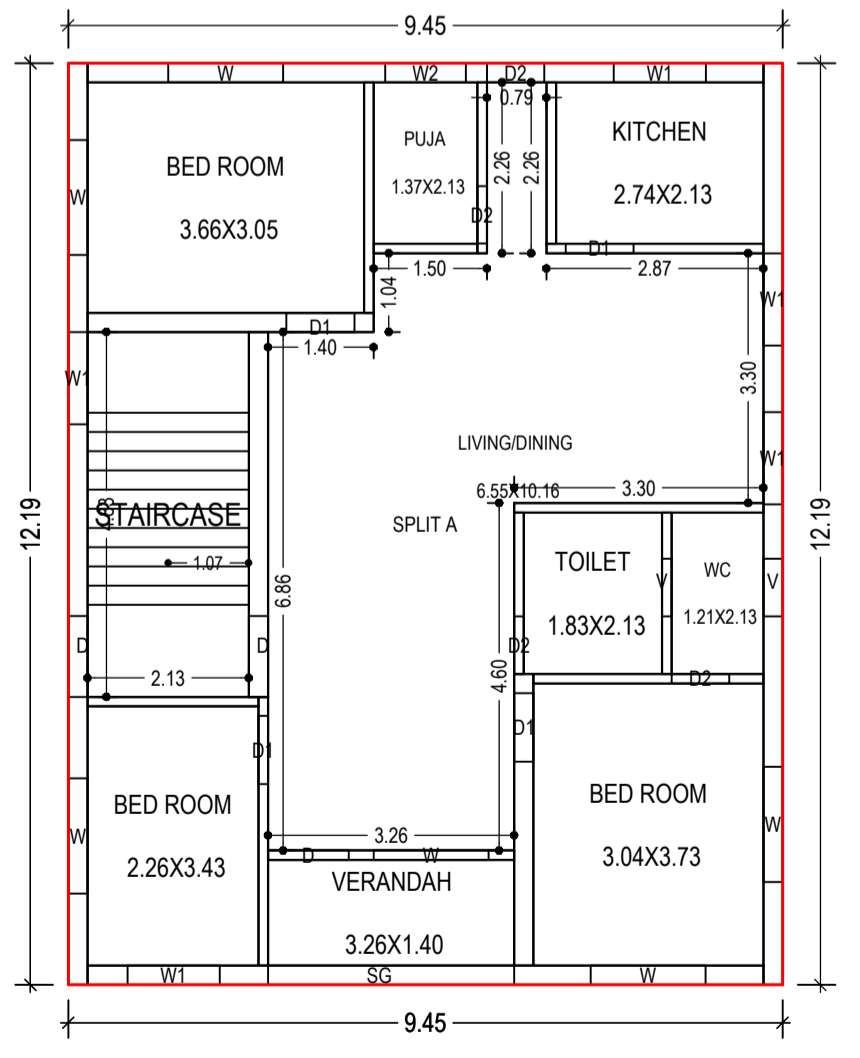 9.45
W
W2
D2
W1
0.79
PUJA
KITCHEN
BED ROOM
2.26
2.26
1.37X2.13
2.74X2.13
W
D2
3.66X3.05
D1
1.50
2.87
1.04
W1
D1
1.40
W1
3.30
LIVING/DINING
W1
6.55X10.16
3.30
12.19
STAIRCASE
SPLIT A
12.19
1.07
TOILET
WC
V
V
6.86
1.83X2.13
1.21X2.13
D
D
D2
2.13
4.60
D2
D1
D1
BED ROOM
BED ROOM
2.26X3.43
3.04X3.73
W
3.26
W
D
W
VERANDAH
3.26X1.40
W1
SG
W
9.45